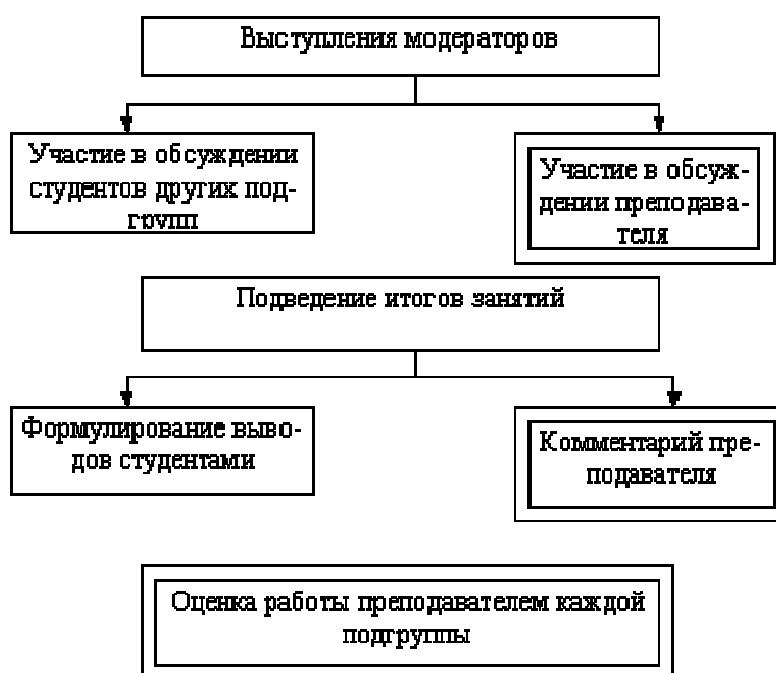 Выступления модераторов
Участие в обсуждении
студентов других под-
групп
Участие в обсуж-
дении преподава-
теля
Подведение итогов занятий
Формулирование выво-
дов студентами
Комментарий пре-
подавателя
Оценка работы преподавателем каждой
подгруппы